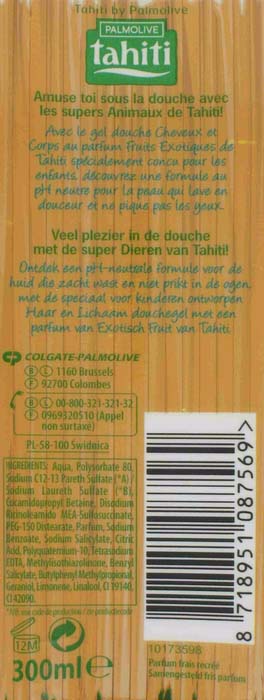 Tahiti by Palmolive
PALMOLIVE
tahiti
Amuse toi sous la douche avec
les supers Animaux de Tahiti!
Avec le gel douche Cheveux et
Corps au parfum Fruits Exotiques de
Tahiti spécialement concu pour les
enfants, découvrez une formule au
pH neutre pour la peau qui lave en
douceur et ne pique pas les yeux.
Veel plezier in de douche
met de super Dieren van Tahiti!
Ontdek een pH-neutrale formule voor de
huid die zacht wast en niet prikt in de ogen,
met de speciaal voor kinderen ontworpen
Haar en Lichaam douchegel met een
parfum van Exotisch Fruit van Tahiti.
CP COLGATE-PALMOLIVE
B L 1160 Brussels
F 92700 Colombes
B L 00-800-321-321-32
F 0969320510 (Appel
non surtaxé)
PL-58-100 Swidnica
INGREDIENTS: Aqua, Polysorbate 80,
Sodium C12-13 Pareth Sulfate (*A)
Sodium Laureth Sulfate (*B),
Cocamidopropyl Betaine, Disodium
Ricinoleamido MEA-Sulfosuccinate,
PEG-150 Distearate, Parfum, Sodium
Benzoate, Sodium Salicylate, Citric
Acid, Polyquaternium-10, Tetrasodium
EDTA, Methylisothiazolinone, Benzyl
Salicylate, Butylphenyl Methylpropional,
Geraniol, Limonene, Linalool, CI 19140,
CI 42090.
*A/B: voir code de production / zie productiecode
12M
300ml e
8 718951 087569 >
10173598
Parfum frais recréé
Samengesteld fris parfum